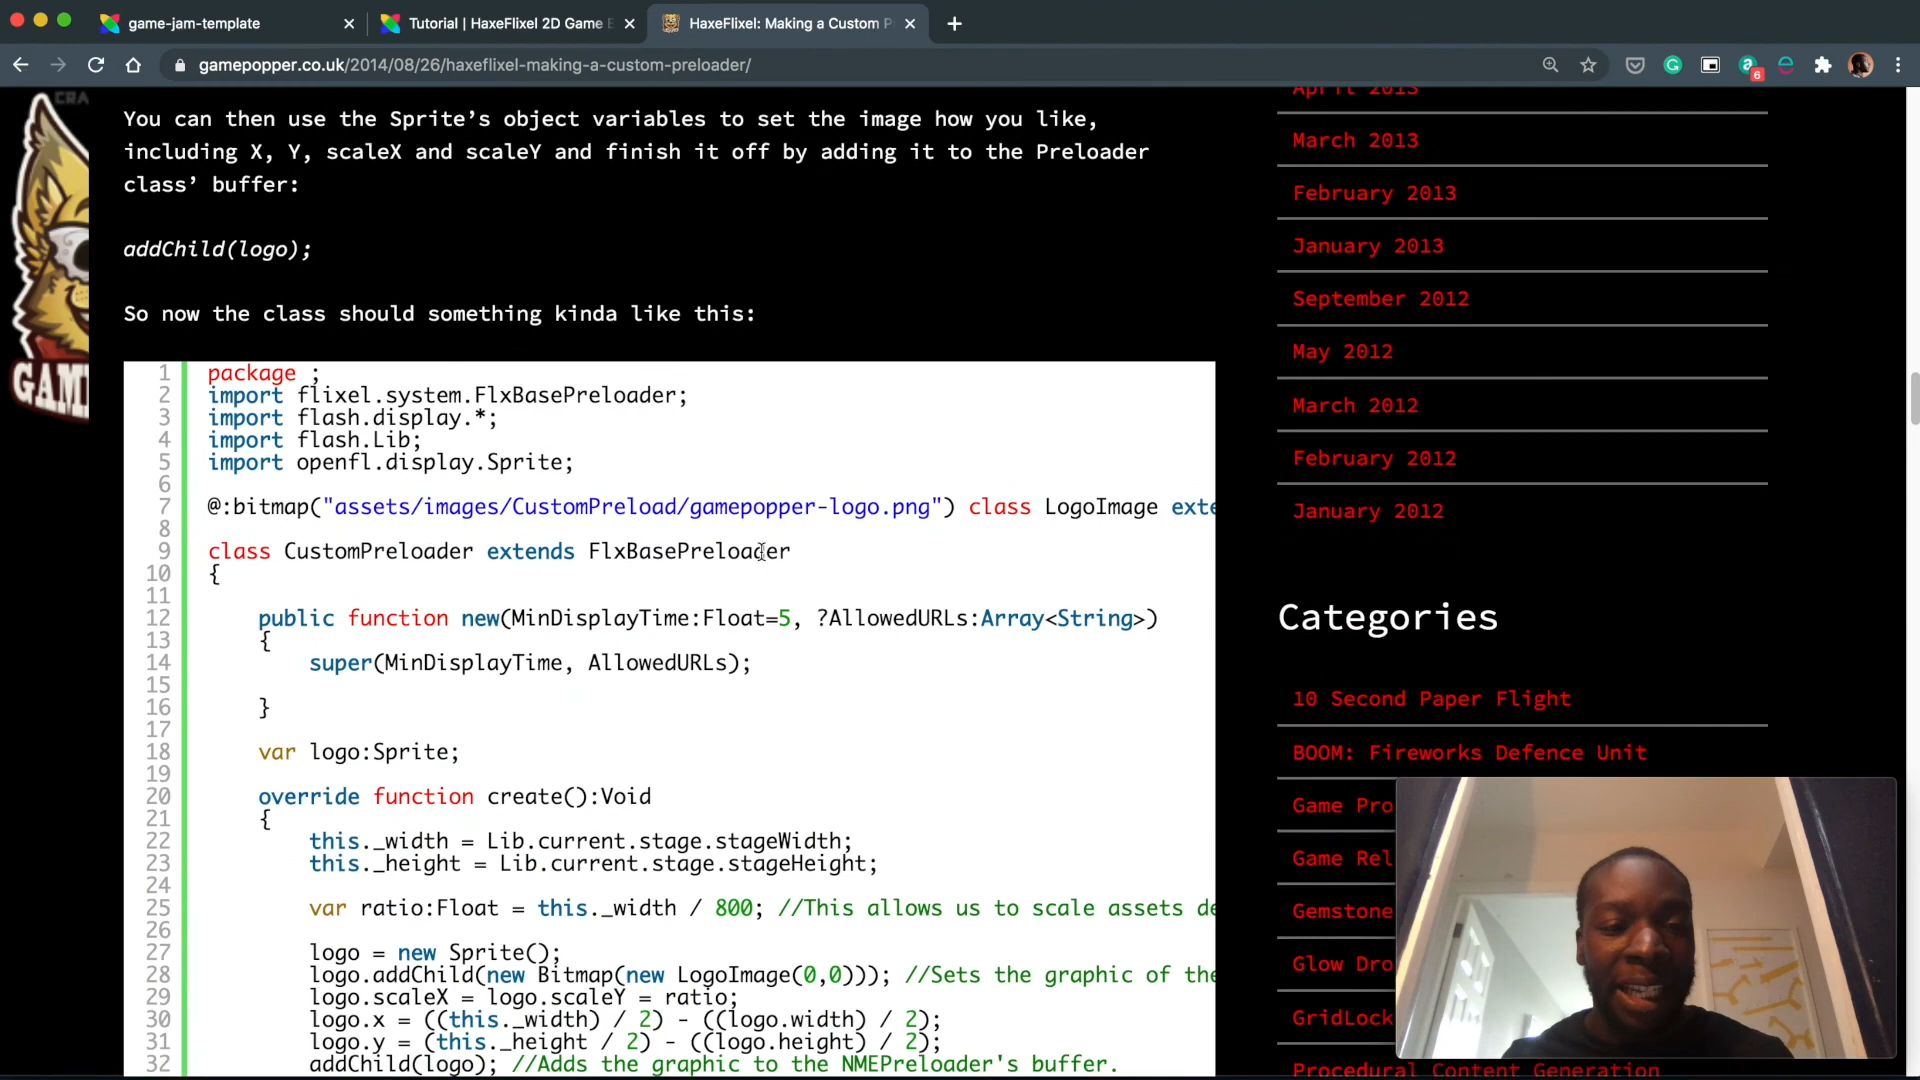 game-jam-template
Tutorial | HaxeFlixel 2D Game E
HaxeFlixel: Making a Custom P
gamepopper.co.uk/2014/08/26/haxeflixel-making-a-custom-preloader/
6
CRA
GAM
You can then use the Sprite’s object variables to set the image how you like,
including X, Y, scaleX and scaleY and finish it off by adding it to the Preloader
class’ buffer:
addChild(logo);
So now the class should something kinda like this:
1 package ;
2 import flixel.system.FlxBasePreloader;
3 import flash.display.*;
4 import flash.Lib;
5 import openfl.display.Sprite;
6
7 @:bitmap("assets/images/CustomPreload/gamepopper-logo.png") class LogoImage exte
8
9 class CustomPreloader extends FlxBasePreloader
10 {
11
12 public function new(MinDisplayTime:Float=5, ?AllowedURLs:Array<String>)
13 {
14 super(MinDisplayTime, AllowedURLs);
15
16 }
17
18 var logo:Sprite;
19
20 override function create():Void
21 {
22 this._width = Lib.current.stage.stageWidth;
23 this._height = Lib.current.stage.stageHeight;
24
25 var ratio:Float = this._width / 800; //This allows us to scale assets de
26
27 logo = new Sprite();
28 logo.addChild(new Bitmap(new LogoImage(0,0))); //Sets the graphic of the
29 logo.scaleX = logo.scaleY = ratio;
30 logo.x = ((this._width) / 2) - ((logo.width) / 2);
31 logo.y = (this._height / 2) - ((logo.height) / 2);
32 addChild(logo); //Adds the graphic to the NMEPreloader's buffer.
April 2013
March 2013
February 2013
January 2013
September 2012
May 2012
March 2012
February 2012
January 2012
Categories
10 Second Paper Flight
BOOM: Fireworks Defence Unit
Game Pro
Game Rel
Gemstone
Glow Dro
GridLock
Procedural Content Generation